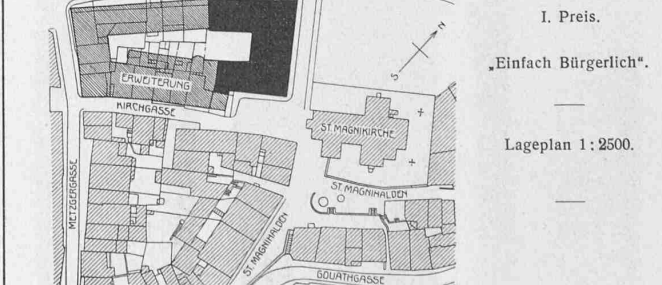 ERWEITERUNG
KIRCHGASSE
METZGERGASSE
ST. MAGNIKIRCHE
ST. MAGNIHALDEN
ST. MAGNIHALDEN
GOLIATHGASSE
N
S
I. Preis.
„Einfach Bürgerlich“.
Lageplan 1:2500.